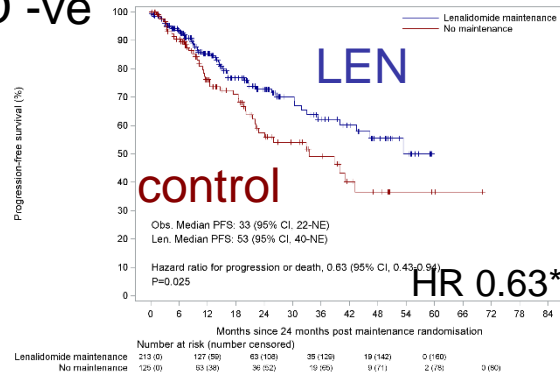 -ve
Lenalidomide maintenance
No maintenance
LEN
control
Progression-free survival (%)
100
90
80
70
60
50
40
30
20
10
0
Obs. Median PFS: 33 (95% CI, 22-NE)
Len. Median PFS: 53 (95% CI, 40-NE)
Hazard ratio for progression or death, 0.63 (95% CI, 0.43-0.94)
P=0.025
HR 0.63*
0 6 12 18 24 30 36 42 48 54 60 66 72 78 84
Months since 24 months post maintenance randomisation
Number at risk (number censored)
Lenalidomide maintenance 213 (0) 127 (59) 63 (108) 35 (129) 19 (142) 0 (160)
No maintenance 125 (0) 63 (38) 36 (52) 19 (65) 9 (71) 2 (78) 0 (80)